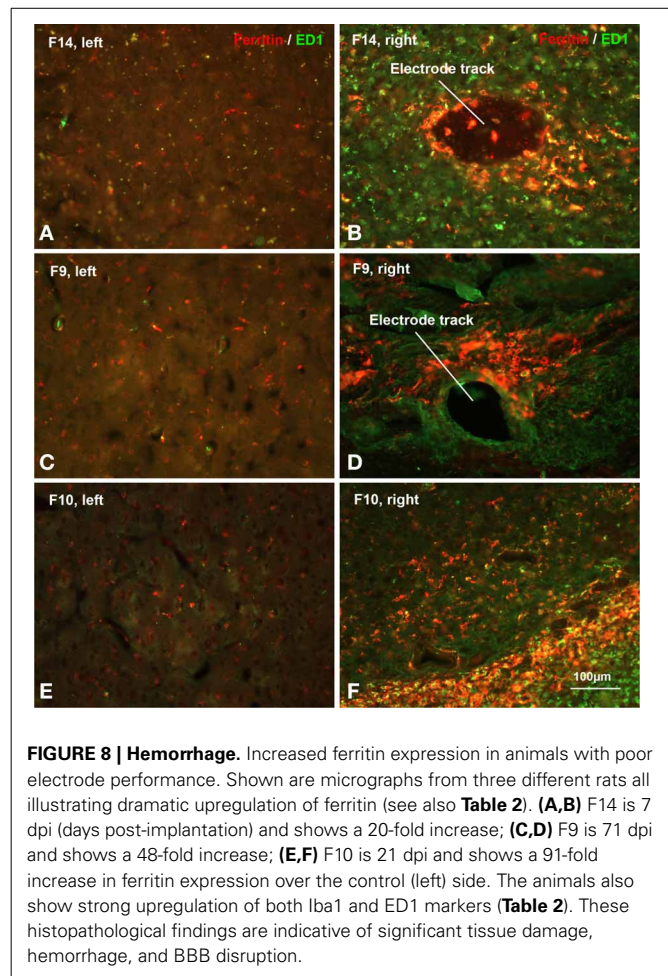 F14, left
Ferritin / ED1
F14, right
Ferritin / ED1
Electrode track
A
B
F9, left
F9, right
Electrode track
C
D
F10, left
F10, right
E
F
100µm
FIGURE 8 | Hemorrhage. Increased ferritin expression in animals with poor
electrode performance. Shown are micrographs from three different rats all
illustrating dramatic upregulation of ferritin (see also Table 2). (A,B) F14 is 7
dpi (days post-implantation) and shows a 20-fold increase; (C,D) F9 is 71 dpi
and shows a 48-fold increase; (E,F) F10 is 21 dpi and shows a 91-fold
increase in ferritin expression over the control (left) side. The animals also
show strong upregulation of both Iba1 and ED1 markers (Table 2). These
histopathological findings are indicative of significant tissue damage,
hemorrhage, and BBB disruption.